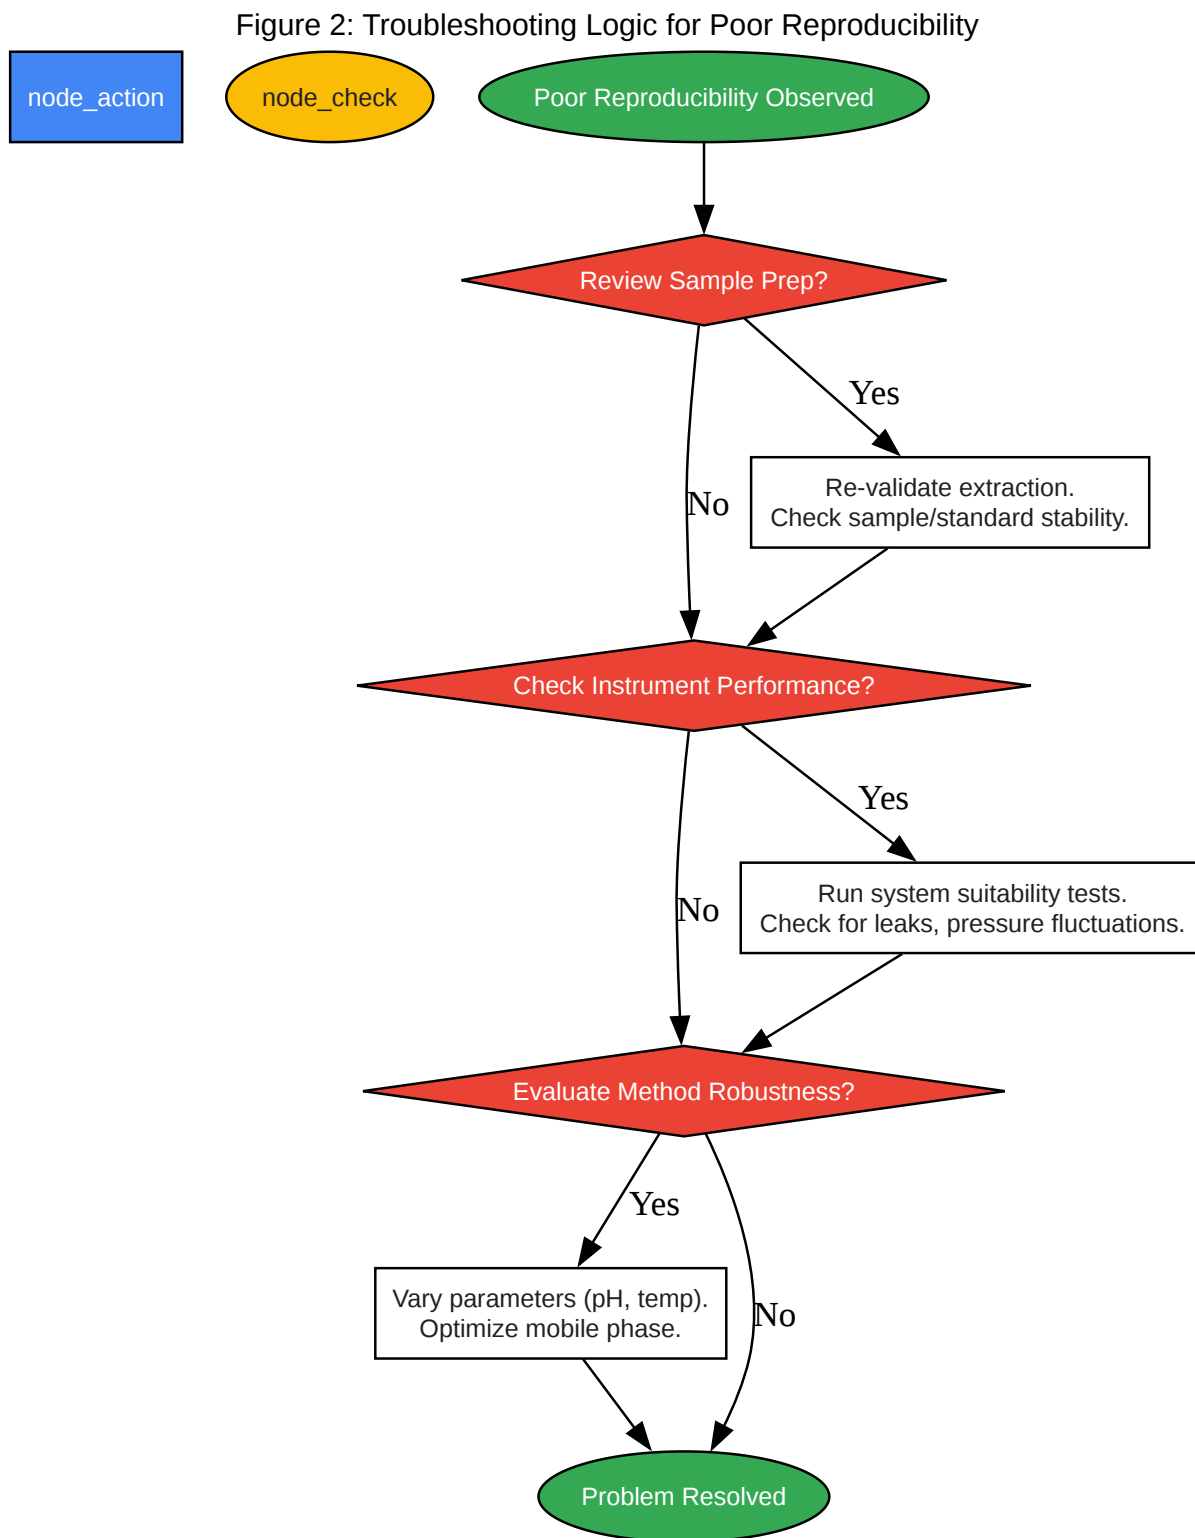 Figure 2: Troubleshooting Logic for Poor Reproducibility
node_action
node_check
Poor Reproducibility Observed
Review Sample Prep?
Yes
Re-validate extraction.
Check sample/standard stability.
No
Check Instrument Performance?
Yes
Run system suitability tests.
Check for leaks, pressure fluctuations.
No
Evaluate Method Robustness?
Yes
Vary parameters (pH, temp).
Optimize mobile phase.
No
Problem Resolved